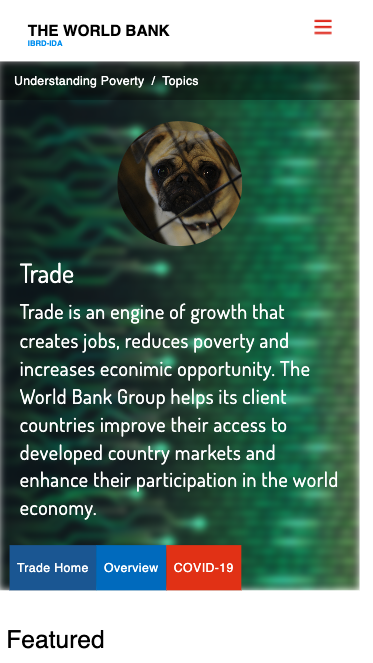 THE WORLD BANK
IBRD-IDA
Understanding Poverty / Topics
Trade
Trade is an engine of growth that
creates jobs, reduces poverty and
increases econimic opportunity. The
World Bank Group helps its client
countries improve their access to
developed country markets and
enhance their participation in the world
economy.
Trade Home Overview COVID-19
Featured